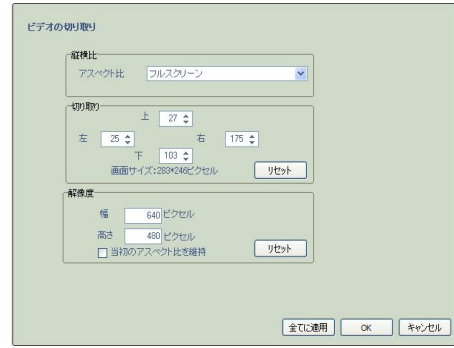 ビデオの切り取り
縦横比
アスペクト比 フルスクリーン
切り取り
上 27
左 25 右 175
下 103
画面サイズ:283*246ピクセル リセット
解像度
幅 640 ピクセル
高さ 480 ピクセル
当初のアスペクト比を維持 リセット
全てに適用 OK キャンセル